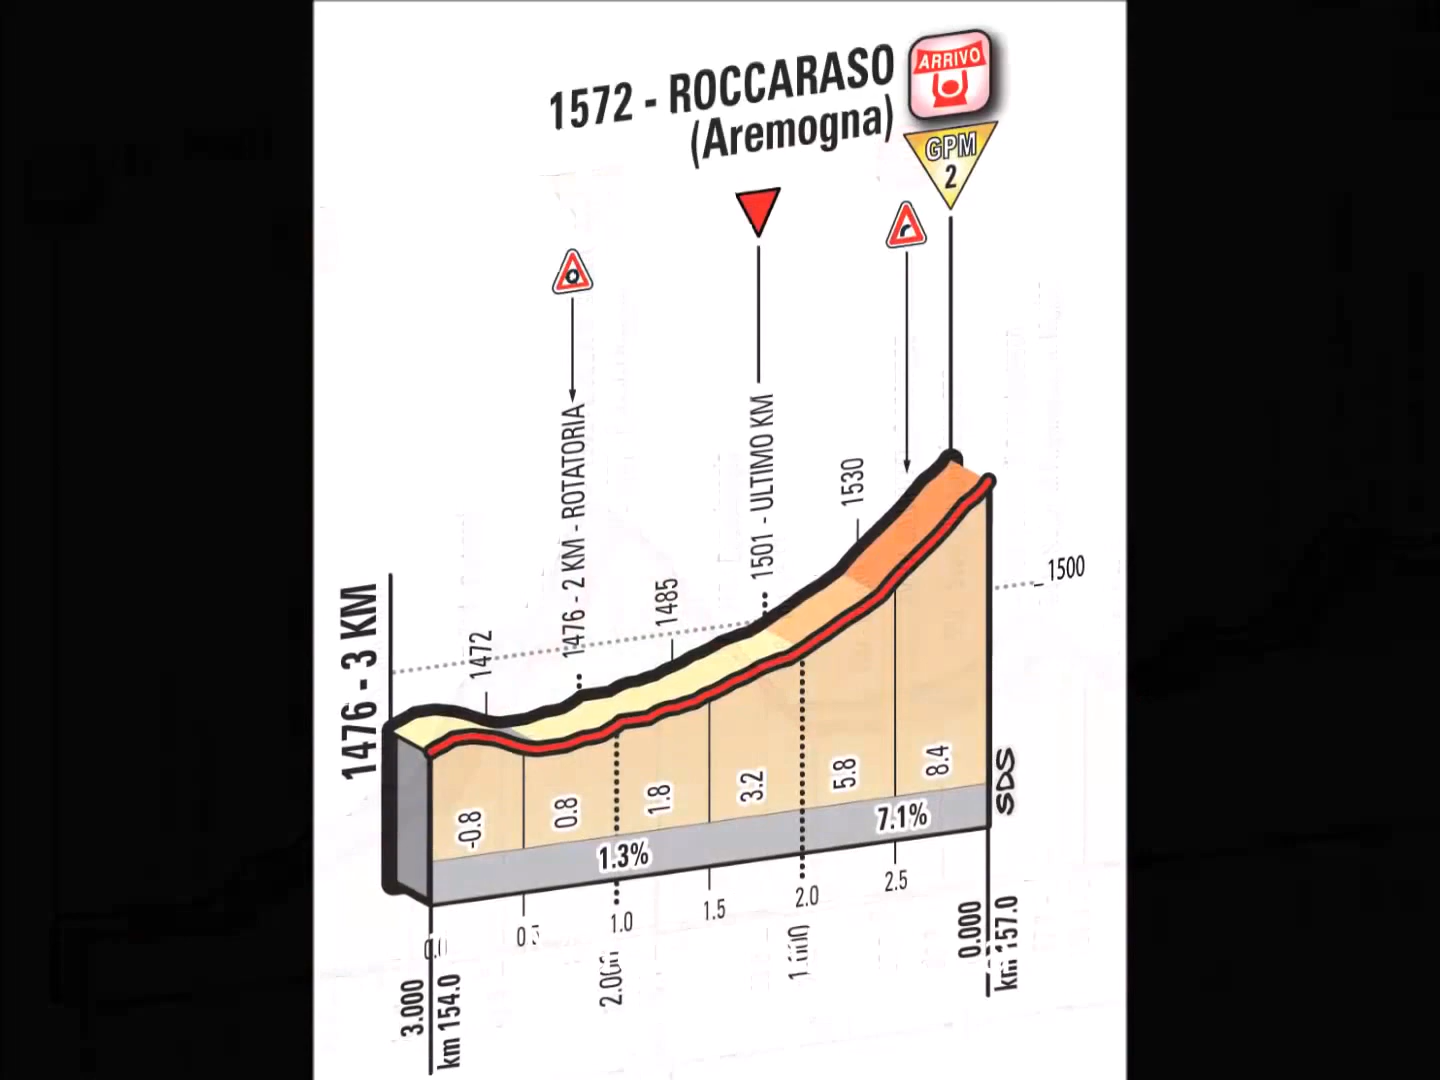 1572 - ROCCARASO
(Aremogna)
ARRIVO
GPM
2
1476 - 3 KM
1472
1476 - 2 KM - ROTATORIA
1485
1501 - ULTIMO KM
1530
1500
-0.8
0.8
1.8
3.2
5.8
8.4
1.3%
7.1%
SDS
1.0
1.5
2.0
2.5
3.000
km 154.0
0.000
km 157.0